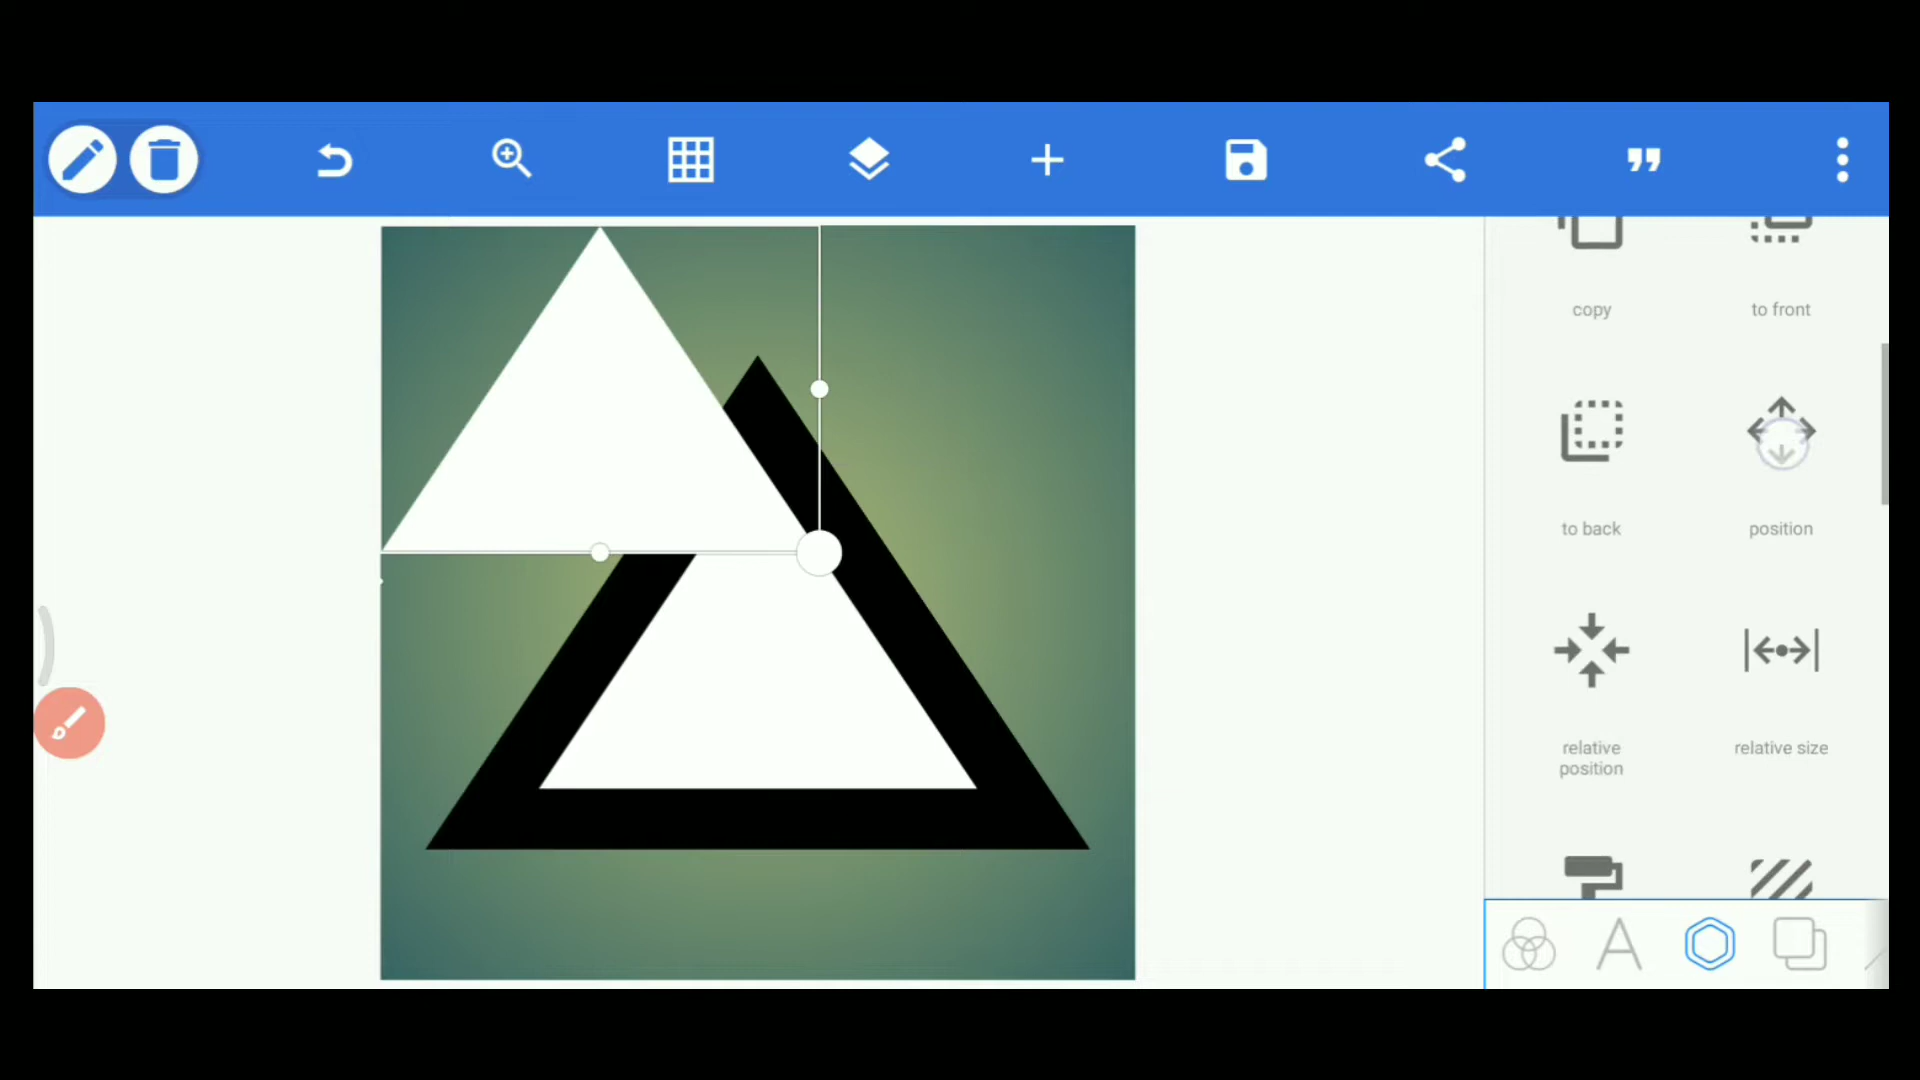 copy
to front
to back
position
relative
position
relative size